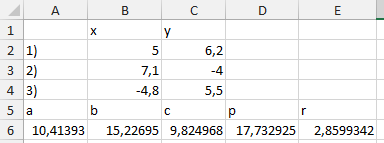 A B C D E
1 x y
2 1) 5 6,2
3 2) 7,1 -4
4 3) -4,8 5,5
5 a b c p r
6 10,41393 15,22695 9,824968 17,732925 2,8599342